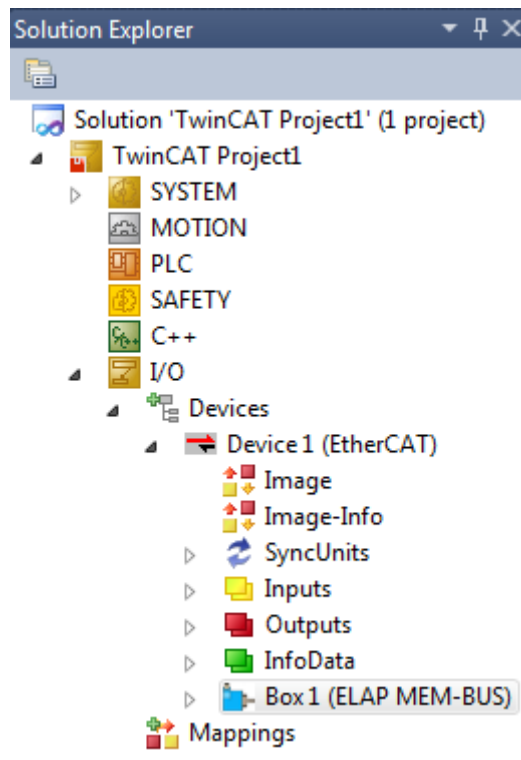 Solution Explorer
Solution 'TwinCAT Project1' (1 project)
TwinCAT Project1
SYSTEM
MOTION
PLC
SAFETY
C++
I/O
Devices
Device 1 (EtherCAT)
Image
Image-Info
SyncUnits
Inputs
Outputs
InfoData
Box 1 (ELAP MEM-BUS)
Mappings